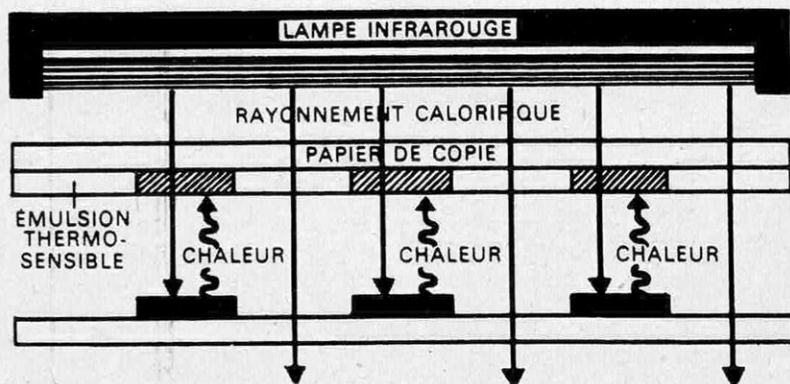 LAMPE INFRAROUGE
RAYONNEMENT CALORIFIQUE
PAPIER DE COPIE
ÉMULSION
THERMO-
SENSIBLE
CHALEUR
CHALEUR
CHALEUR